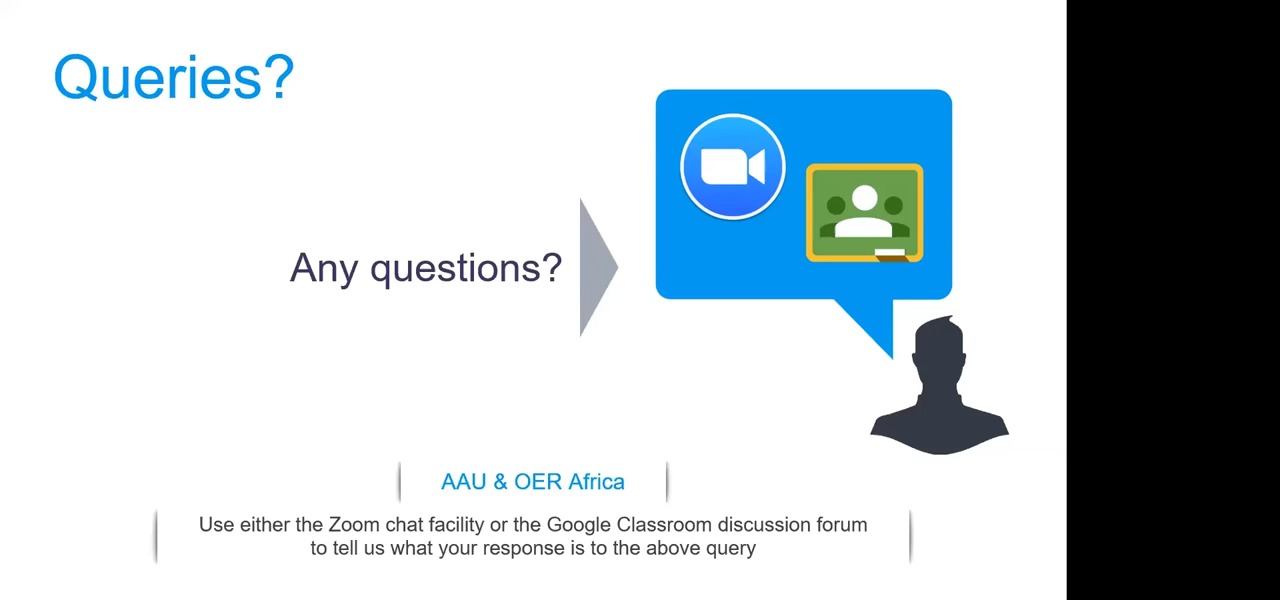 Queries?
Any questions?
AAU & OER Africa
Use either the Zoom chat facility or the Google Classroom discussion forum
to tell us what your response is to the above query